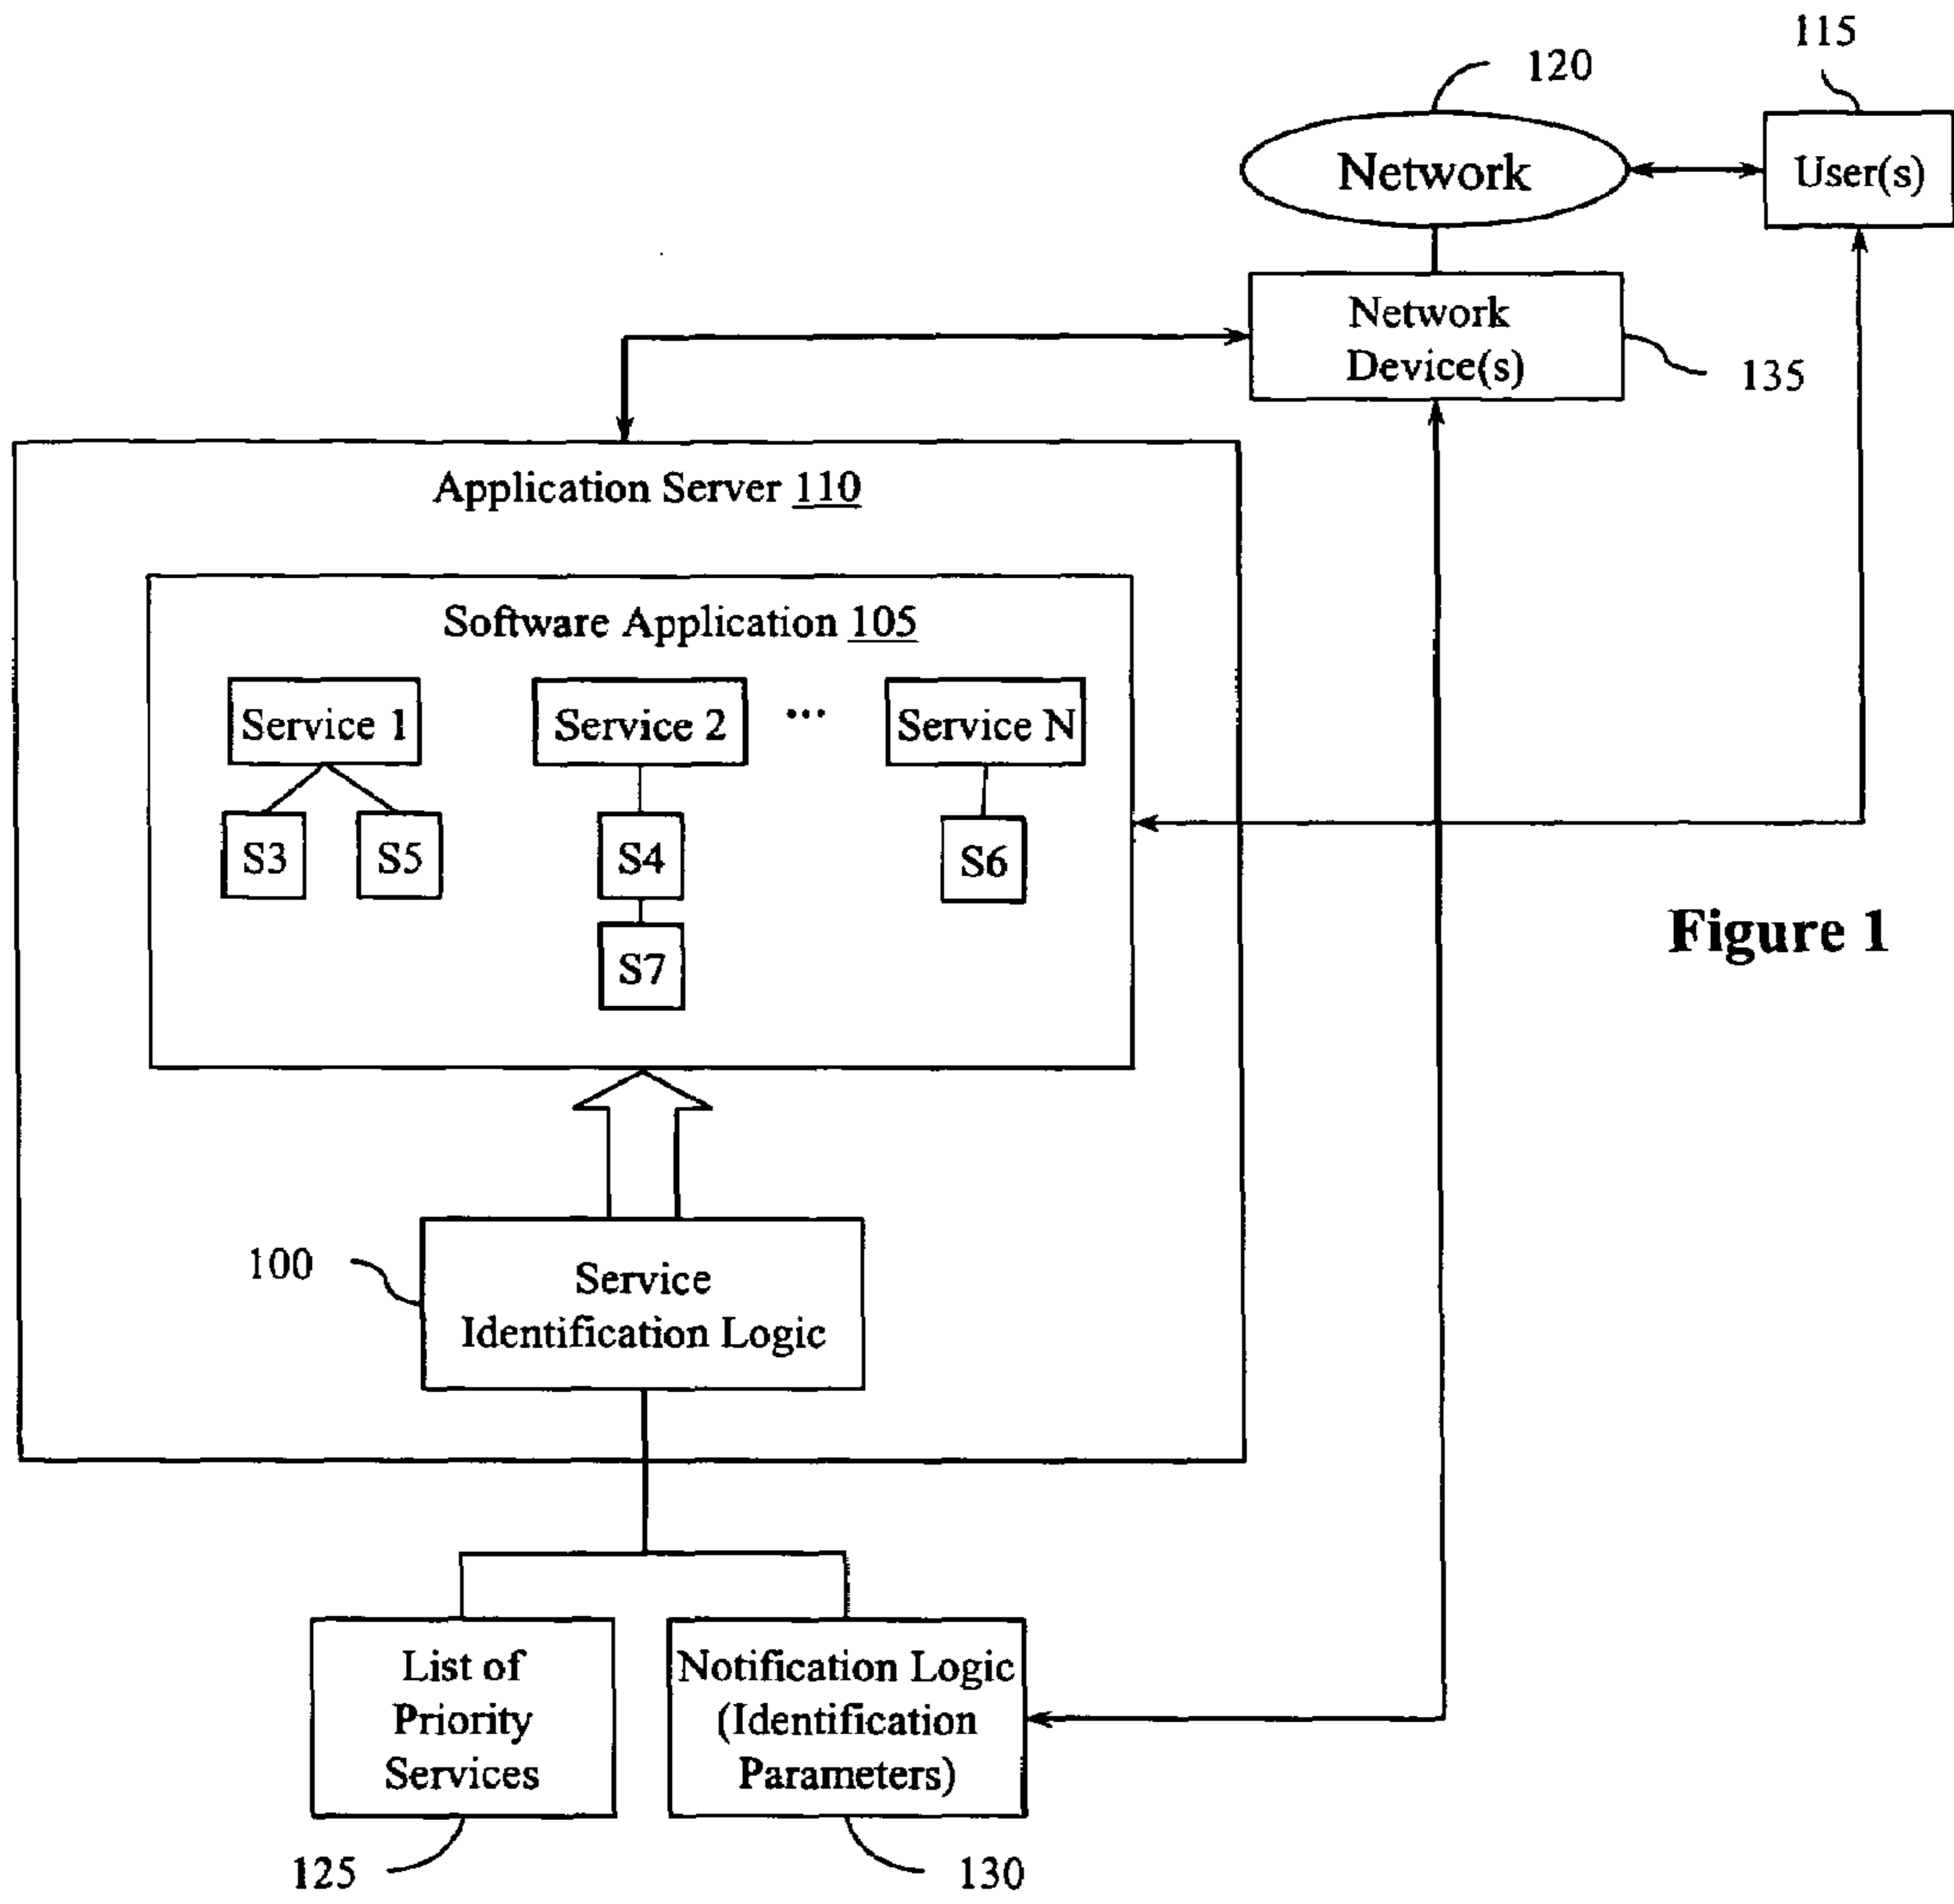 115
120
Network
User(s)
Network
Device(s)
135
Application Server 110
Software Application 105
Service 1
Service 2
...
Service N
S3
S5
S4
S6
S7
Figure 1
100
Service
Identification Logic
List of
Priority
Services
Notification Logic
(Identification
Parameters)
125
130